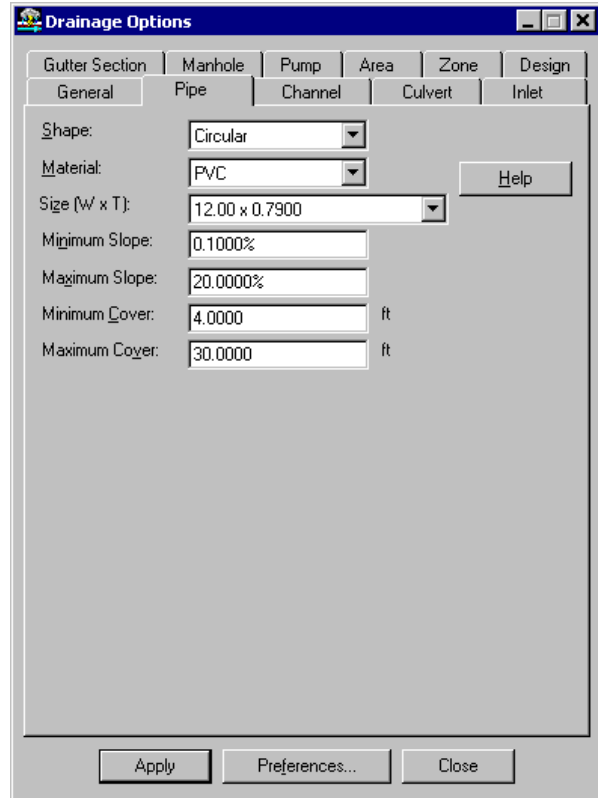 Drainage Options
Gutter Section Manhole Pump Area Zone Design
General Pipe Channel Culvert Inlet
Shape: Circular
Material: PVC
Help
Size (W x T): 12.00 x 0.7900
Minimum Slope: 0.1000%
Maximum Slope: 20.0000%
Minimum Cover: 4.0000 ft
Maximum Cover: 30.0000 ft
Apply Preferences... Close